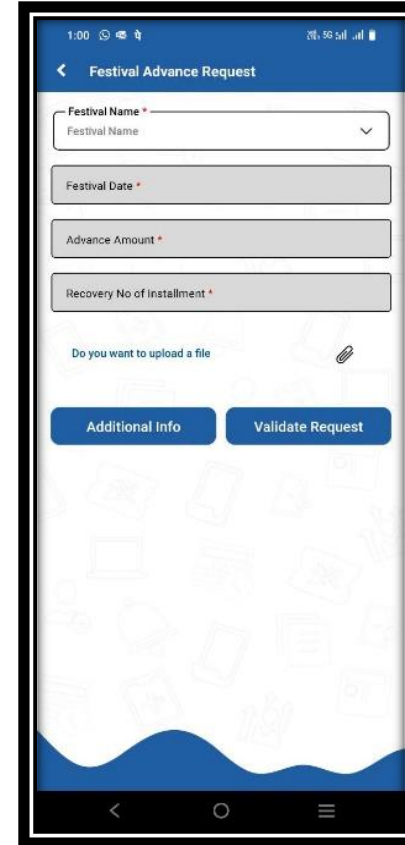 1:00
5G
Festival Advance Request
Festival Name *
Festival Name
Festival Date *
Advance Amount *
Recovery No of Installment *
Do you want to upload a file
Additional Info
Validate Request